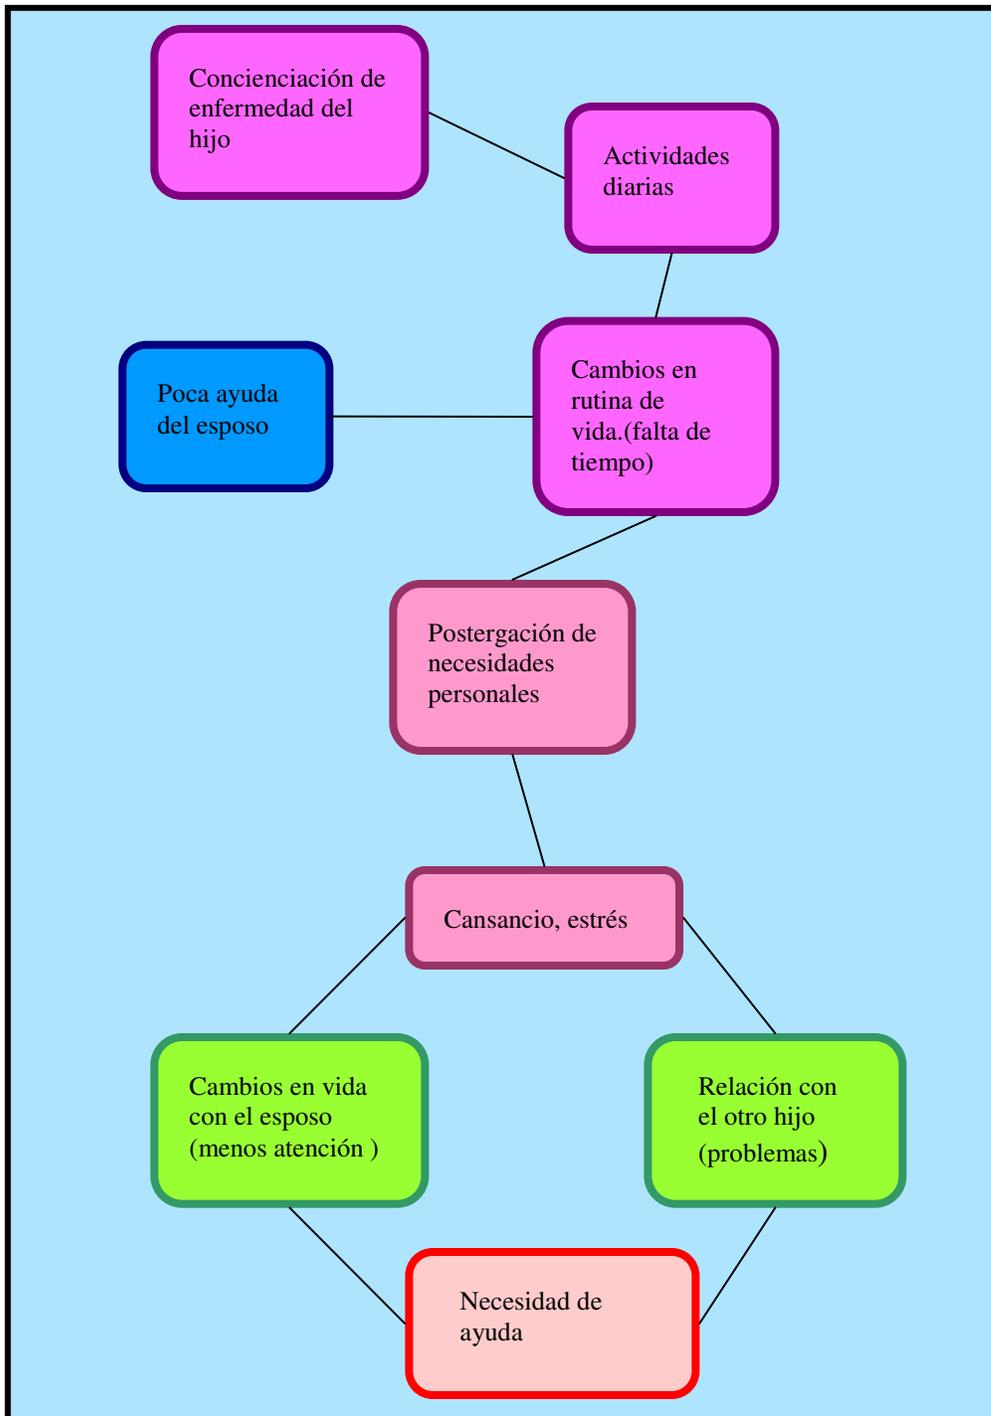 Concienciación de
enfermedad del
hijo
Actividades
diarias
Poca ayuda
del esposo
Cambios en
rutina de
vida.(falta de
tiempo)
Postergación de
necesidades
personales
Cansancio, estrés
Cambios en vida
con el esposo
(menos atención )
Relación con
el otro hijo
(problemas)
Necesidad de
ayuda